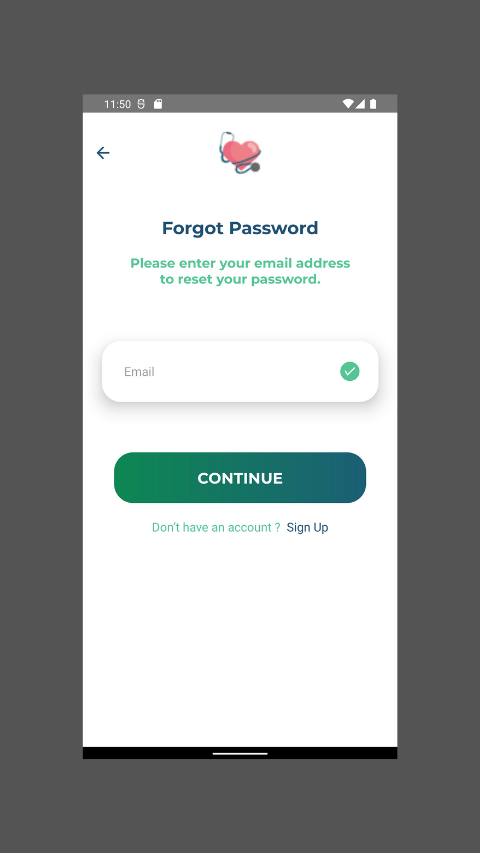 11:50
Forgot Password
Please enter your email address
to reset your password.
Email
CONTINUE
Don't have an account ? Sign Up